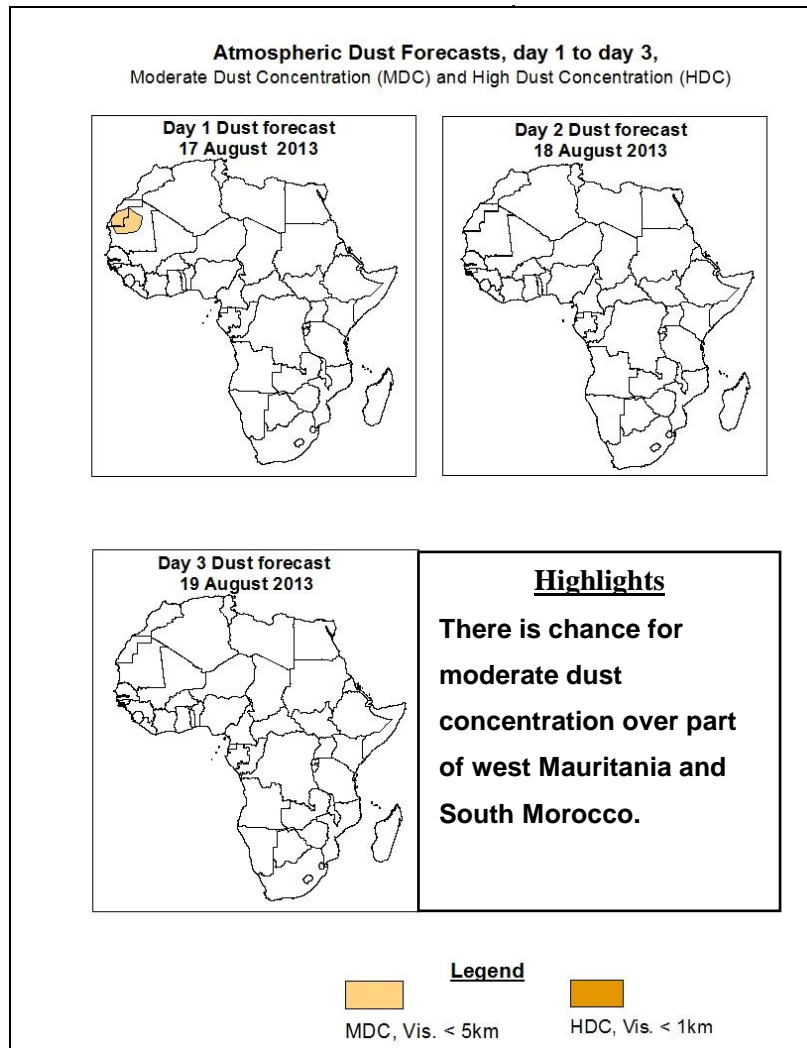 Atmospheric Dust Forecasts, day 1 to day 3,
Moderate Dust Concentration (MDC) and High Dust Concentration (HDC)
Day 1 Dust forecast
17 August 2013
Day 2 Dust forecast
18 August 2013
Day 3 Dust forecast
19 August 2013
Highlights
There is chance for
moderate dust
concentration over part
of west Mauritania and
South Morocco.
Legend
MDC, Vis. < 5km
HDC, Vis. < 1km